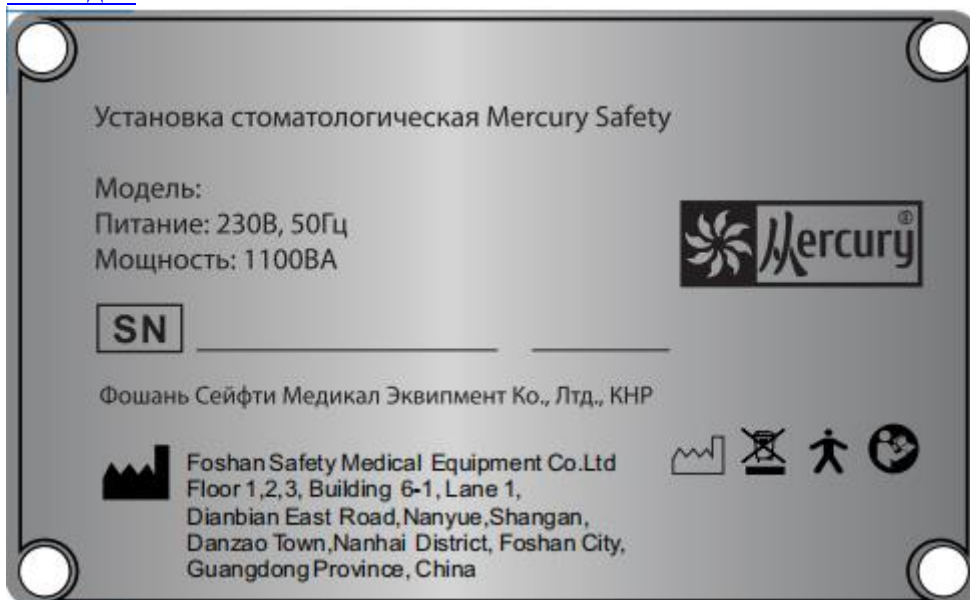 Установка стоматологическая Mercury Safety
Модель:
Питание: 230В, 50Гц
Мощность: 1100ВА
Mercury®
SN
Фошань Сейфти Медикал Эквипмент Ко., Лтд., КНР
Foshan Safety Medical Equipment Co.Ltd
Floor 1,2,3, Building 6-1, Lane 1,
Dianbian East Road,Nanyue,Shangan,
Danzao Town,Nanhai District, Foshan City,
Guangdong Province, China